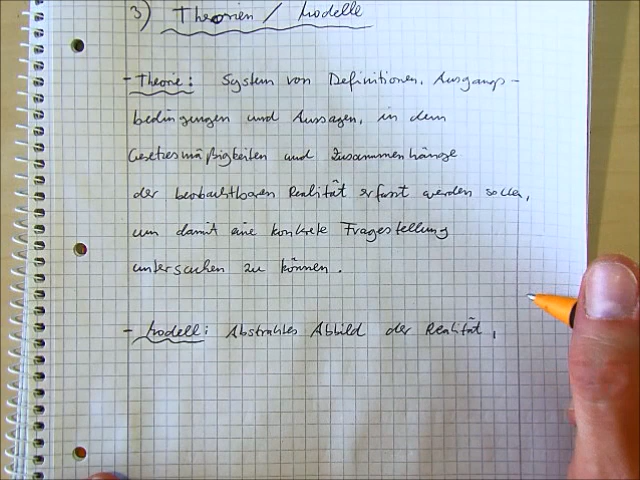 3) Theorien / Modelle
- Theorie: System von Definitionen, Ausgangs-
bedingungen und Aussagen, in dem
Gesetzesmäßigkeiten und Zusammenhänge
der beobachtbaren Realität erfasst werden sollen,
um damit eine konkrete Fragestellung
untersuchen zu können.
- Modell: Abstraktes Abbild der Realität,